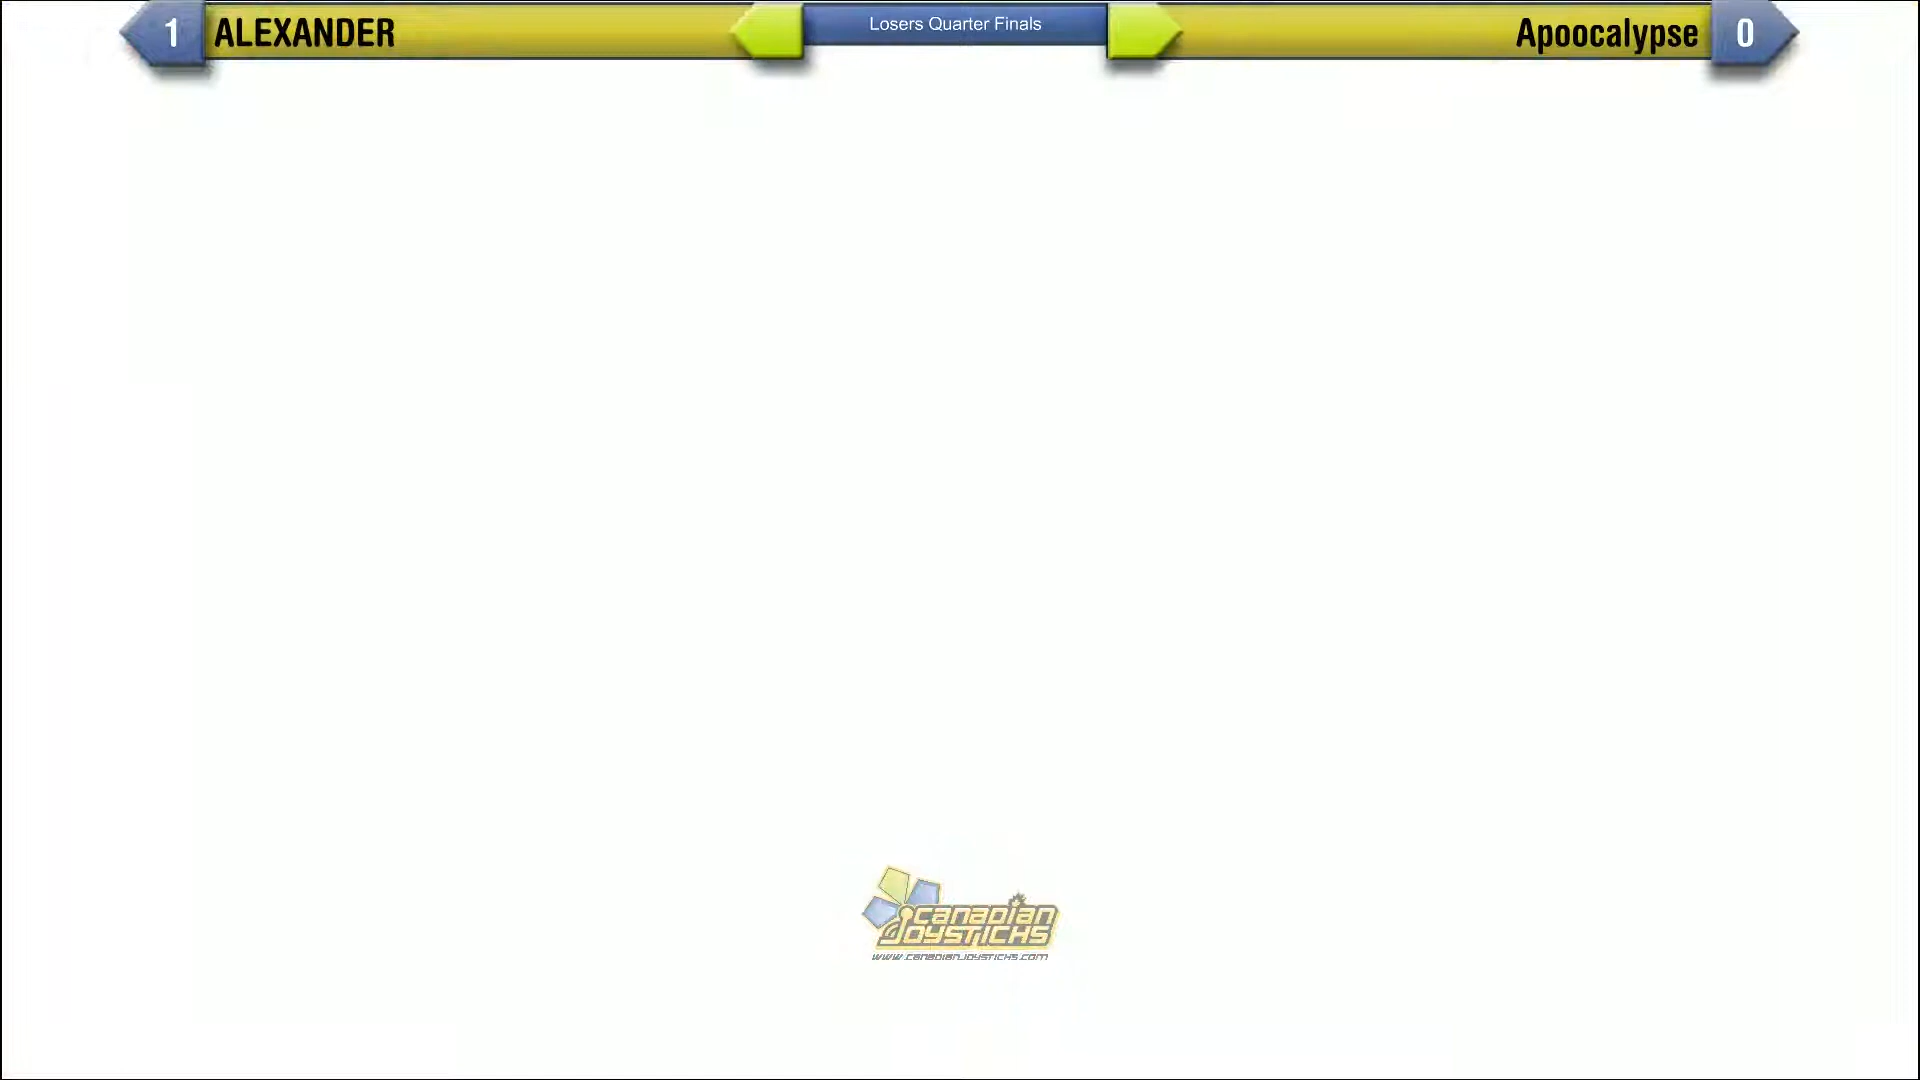 1 ALEXANDER Losers Quarter Finals Apoocalypse 0
CANADIAN
JOYSTICKS
WWW.CANADIANJOYSTICKS.COM